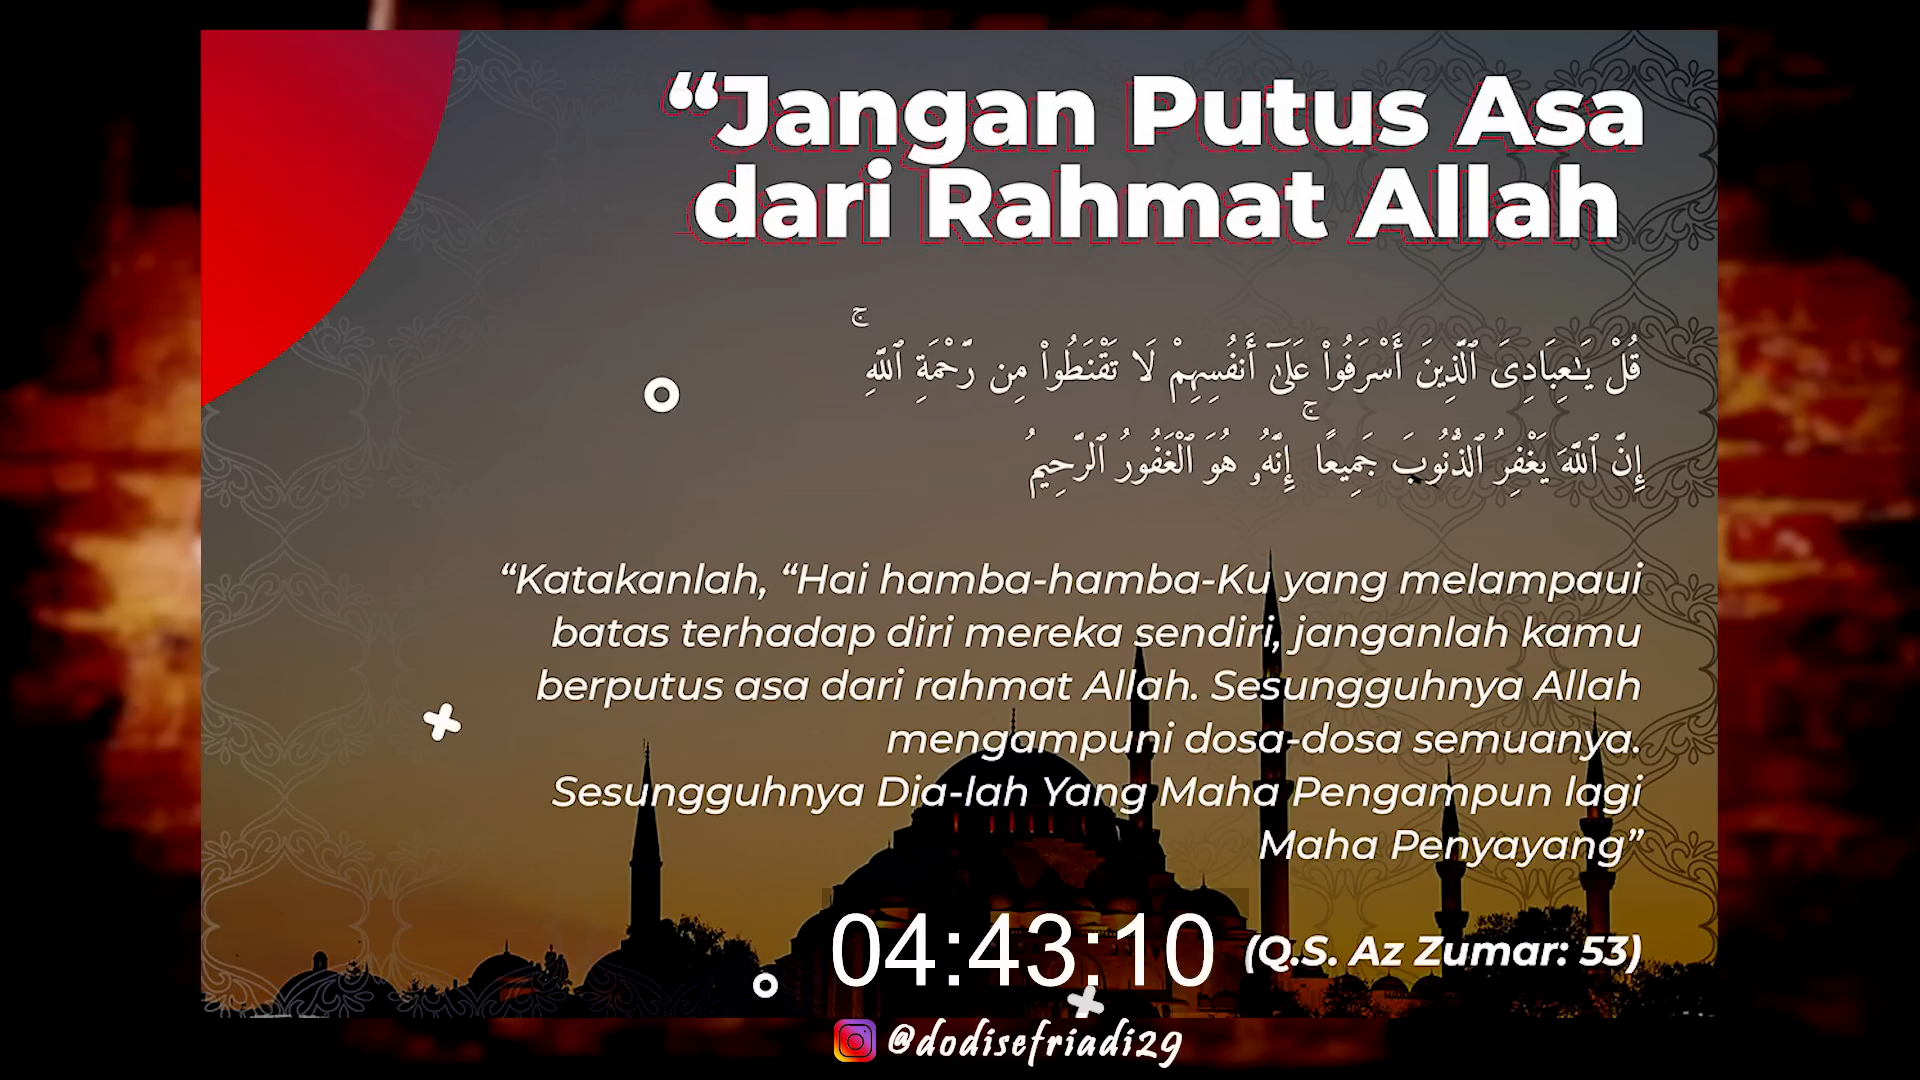 “Jangan Putus Asa
dari Rahmat Allah
قُلْ يَـٰعِبَادِىَ ٱلَّذِينَ أَسْرَفُوا۟ عَلَىٰٓ أَنفُسِهِمْ لَا تَقْنَطُوا۟ مِن رَّحْمَةِ ٱللَّهِ ۚ
إِنَّ ٱللَّهَ يَغْفِرُ ٱلذُّنُوبَ جَمِيعًا ۚ إِنَّهُۥ هُوَ ٱلْغَفُورُ ٱلرَّحِيمُ
“Katakanlah, “Hai hamba-hamba-Ku yang melampaui
batas terhadap diri mereka sendiri, janganlah kamu
berputus asa dari rahmat Allah. Sesungguhnya Allah
mengampuni dosa-dosa semuanya.
Sesungguhnya Dia-lah Yang Maha Pengampun lagi
Maha Penyayang”
04:43:10
(Q.S. Az Zumar: 53)
@dodisefriadi29